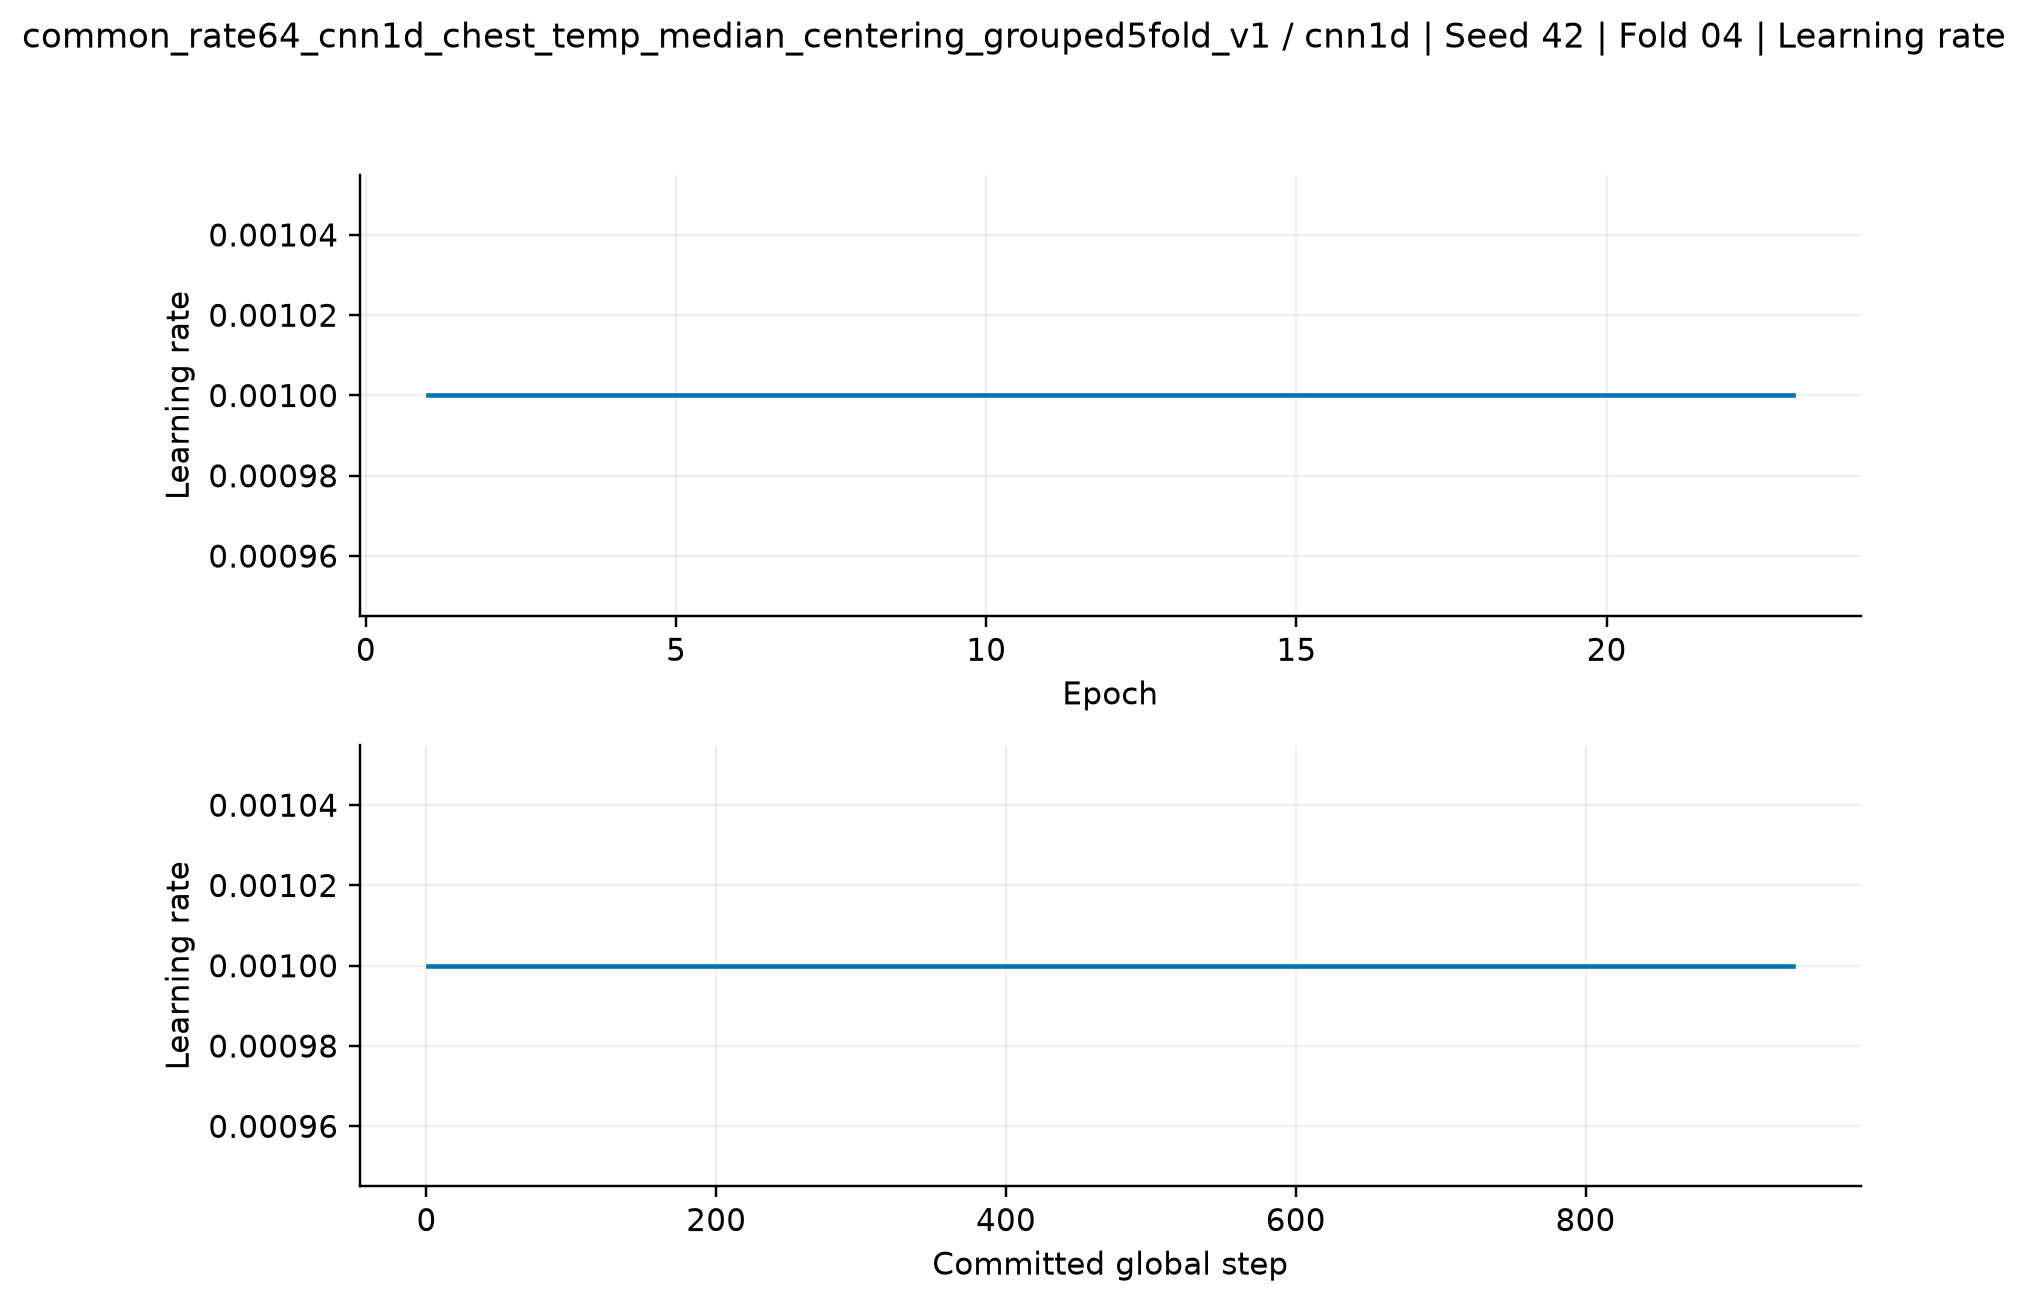 common_rate64_cnn1d_chest_temp_median_centering_grouped5fold_v1 / cnn1d | Seed 42 | Fold 04 | Learning rate
0.00104
0.00102
0.00100
0.00098
0.00096
Learning rate
0 5 10 15 20
Epoch
0.00104
0.00102
0.00100
0.00098
0.00096
Learning rate
0 200 400 600 800
Committed global step